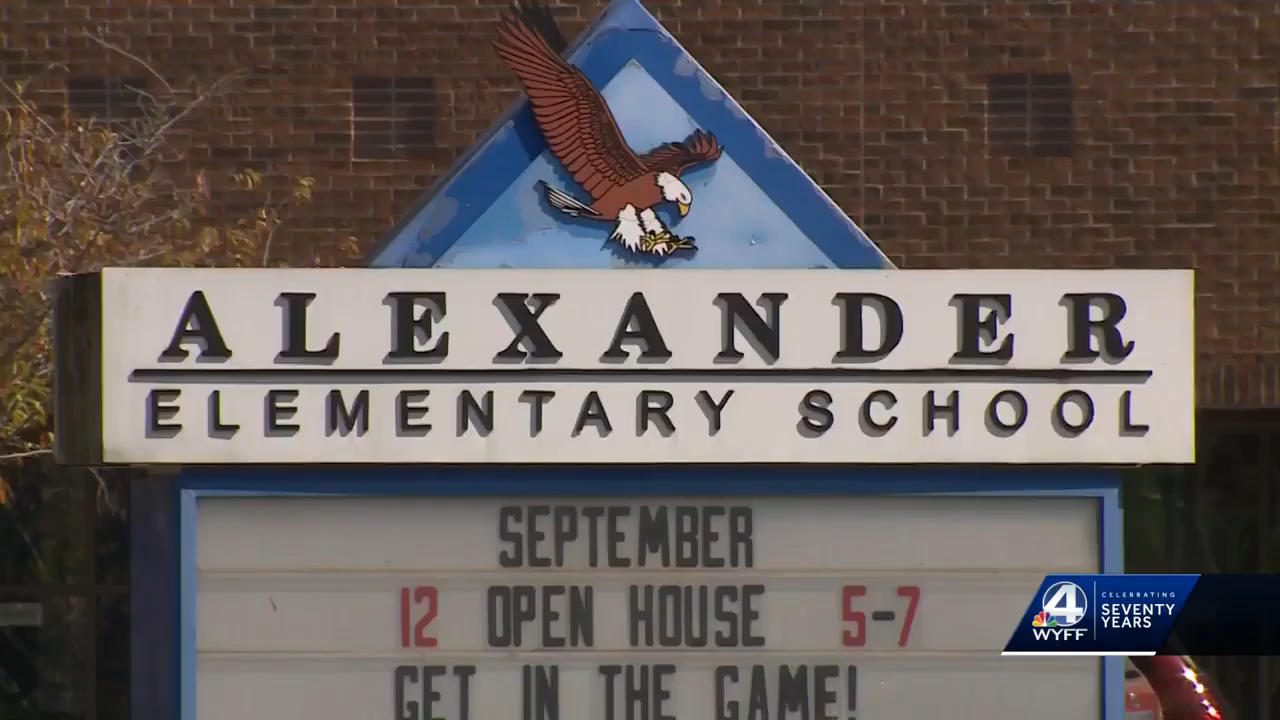 ALEXANDER
ELEMENTARY SCHOOL
SEPTEMBER
12 OPEN HOUSE 5-7
GET IN THE GAME!
4
WYFF
CELEBRATING
SEVENTY
YEARS